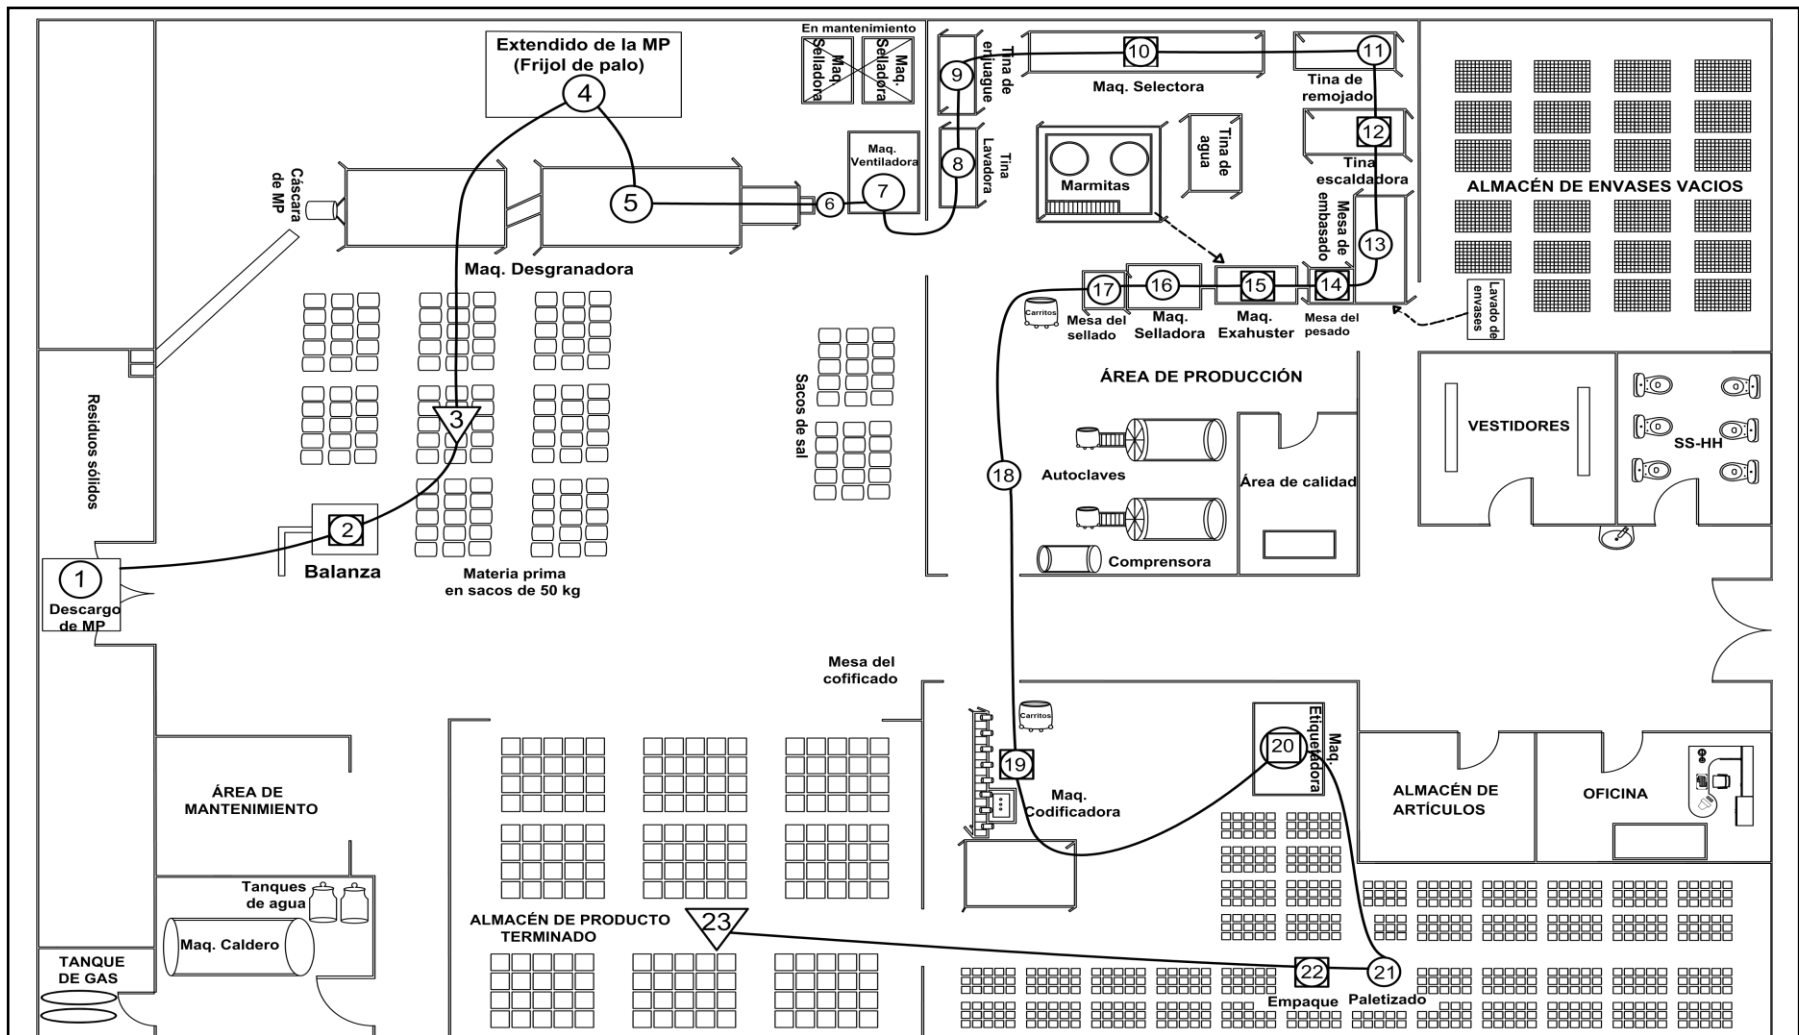 En mantenimiento
Maq.
Selladora
Maq.
Selladora
Extendido de la MP
(Frijol de palo)
4
Tina de
enjuague
9
10
Maq. Selectora
11
Tina de
remojado
Maq.
Ventiladora
7
8
Tina
Lavadora
Marmitas
Tina de
agua
12
Tina
escaldadora
ALMACÉN DE ENVASES VACIOS
Cáscara
de MP
5
6
Maq. Desgranadora
Mesa de
embasado
13
17
16
15
14
Carritos
Mesa del
sellado
Maq.
Selladora
Maq.
Exahuster
Mesa del
pesado
Lavado de
envases
ÁREA DE PRODUCCIÓN
Sacos de sal
3
Residuos sólidos
VESTIDORES
SS-HH
18
Autoclaves
Área de calidad
2
Balanza
Comprensora
1
Descargo
de MP
Materia prima
en sacos de 50 kg
Mesa del
cofificado
Carritos
19
20
Maq.
Etiquetadora
ÁREA DE
MANTENIMIENTO
Maq.
Codificadora
ALMACÉN DE
ARTÍCULOS
OFICINA
Tanques
de agua
Maq. Caldero
ALMACÉN DE PRODUCTO
TERMINADO
23
TANQUE
DE GAS
22
21
Empaque
Paletizado